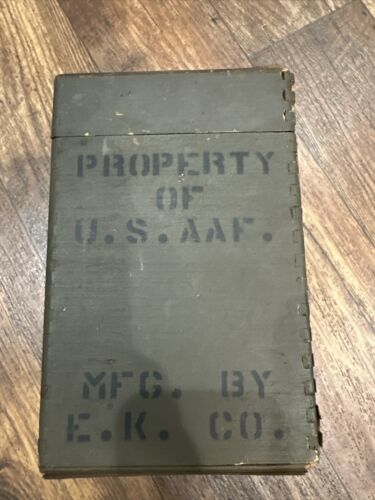 PROPERTY
OF
U.S.AAF.
MFG. BY
E.K. CO.